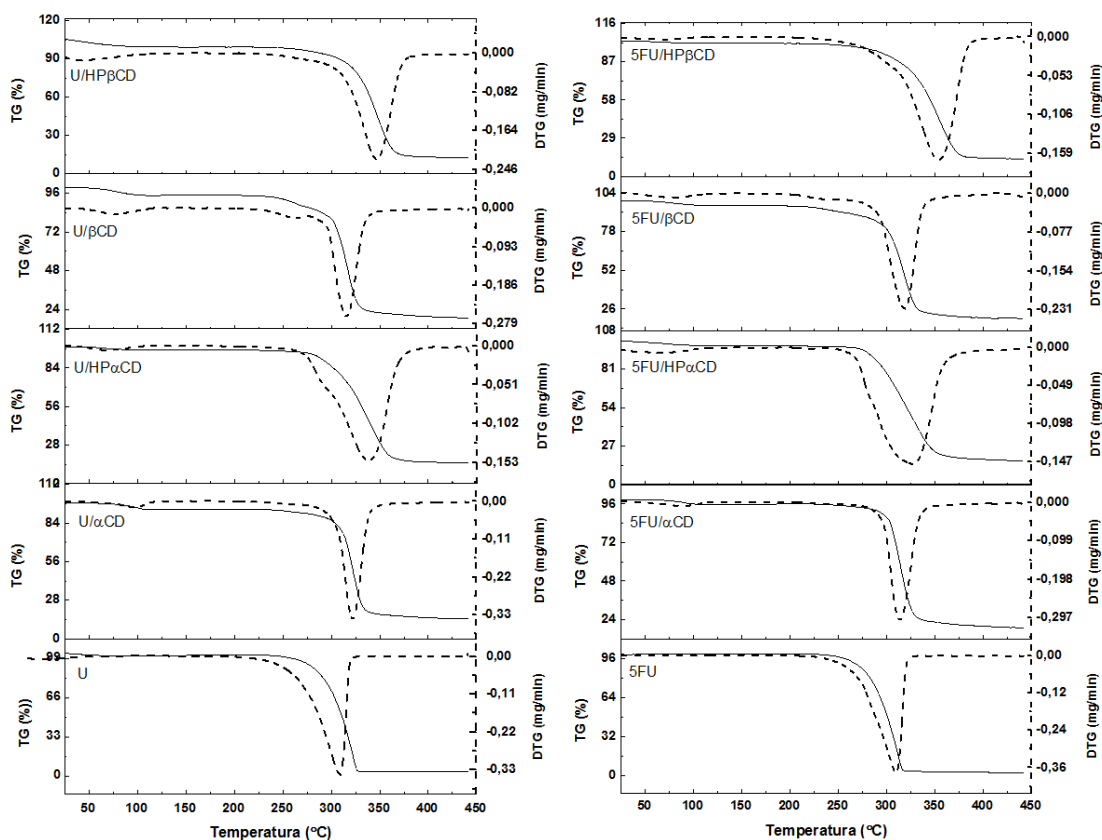 120
90
60
30
0
TG (%)
U/HPβCD
0,000
-0,082
-0,164
-0,246
DTG (mg/min)
96
72
48
24
TG (%)
U/βCD
0,000
-0,093
-0,186
-0,279
DTG (mg/min)
112
84
56
28
TG (%)
U/HPαCD
0,000
-0,051
-0,102
-0,153
DTG (mg/min)
84
56
28
0
TG (%)
U/αCD
0,00
-0,11
-0,22
-0,33
DTG (mg/min)
99
66
33
0
TG (%))
U
0,00
-0,11
-0,22
-0,33
DTG (mg/min)
50 100 150 200 250 300 350 400 450
Temperatura (°C)
116
87
58
29
0
TG (%)
5FU/HPβCD
0,000
-0,053
-0,106
-0,159
DTG (mg/min)
104
78
52
26
TG (%)
5FU/βCD
0,000
-0,077
-0,154
-0,231
DTG (mg/min)
108
81
54
27
0
TG (%)
5FU/HPαCD
0,000
-0,049
-0,098
-0,147
DTG (mg/min)
96
72
48
24
TG (%)
5FU/αCD
0,000
-0,099
-0,198
-0,297
DTG (mg/min)
96
64
32
0
TG (%)
5FU
0,00
-0,12
-0,24
-0,36
DTG (mg/min)
50 100 150 200 250 300 350 400 450
Temperatura (°C)